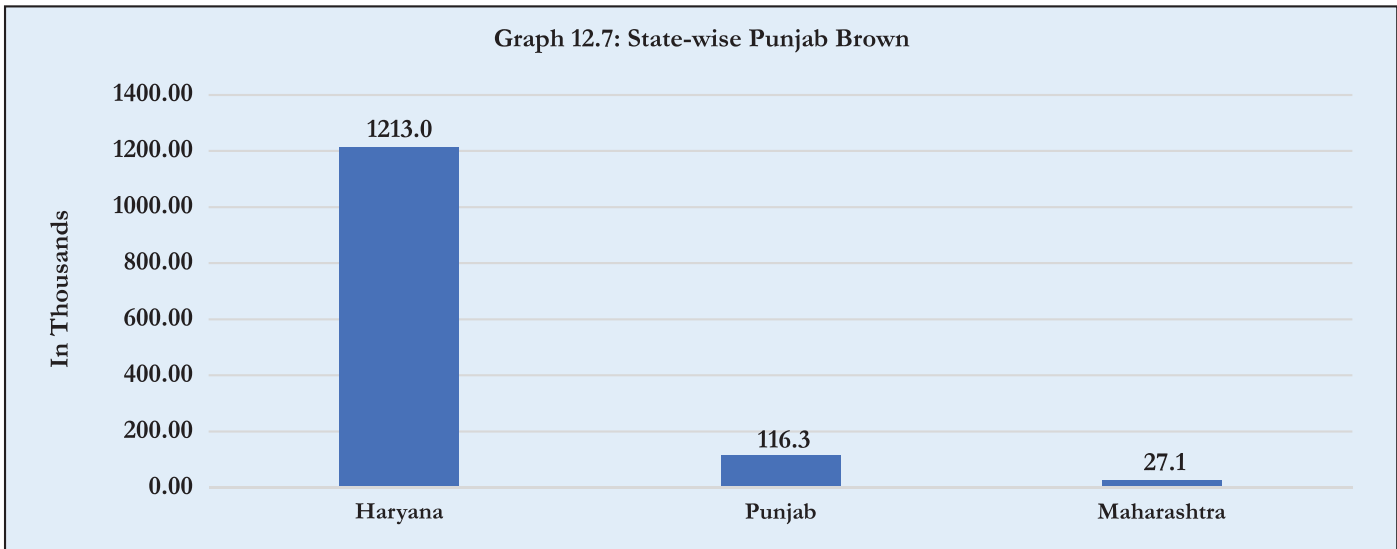 Graph 12.7: State-wise Punjab Brown
1400.00
1213.0
1200.00
1000.00
800.00
In Thousands
600.00
400.00
200.00
116.3
27.1
0.00
Haryana
Punjab
Maharashtra